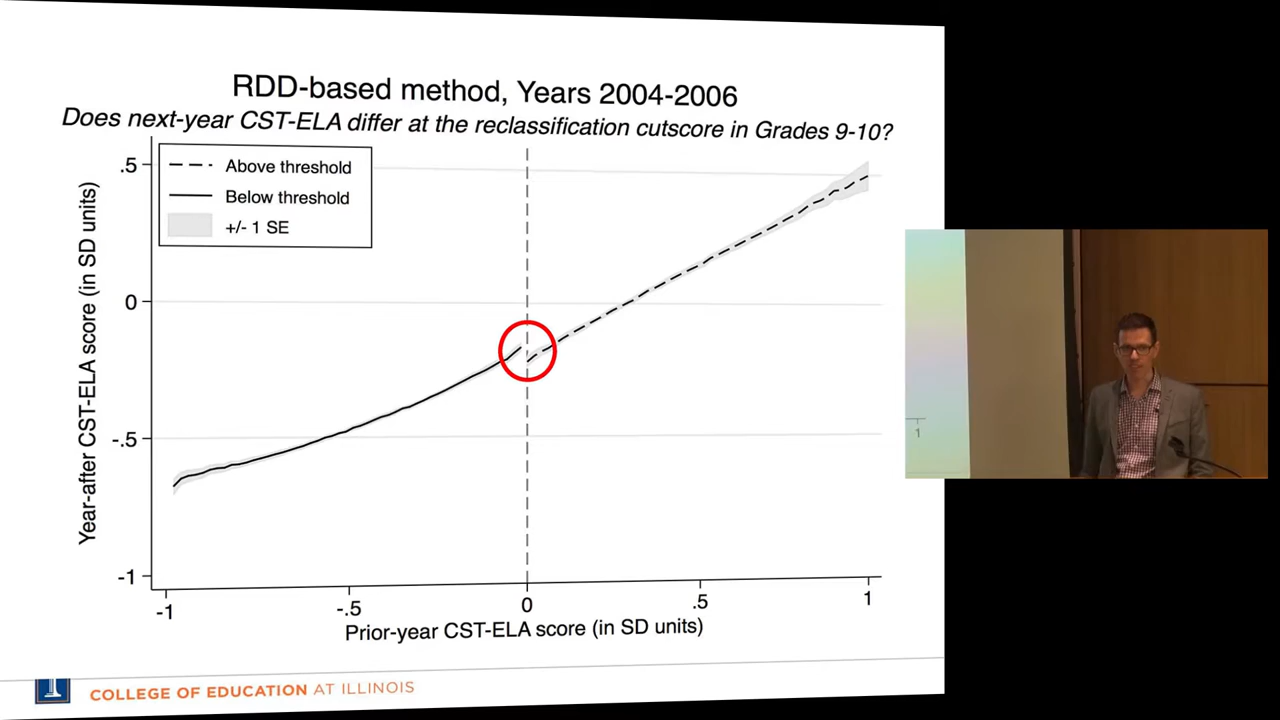 RDD-based method, Years 2004-2006
Does next-year CST-ELA differ at the reclassification cutscore in Grades 9-10?
Above threshold
Below threshold
+/- 1 SE
Year-after CST-ELA score (in SD units)
.5
0
-.5
-1
-1
-.5
0
.5
1
Prior-year CST-ELA score (in SD units)
1
I
COLLEGE OF EDUCATION AT ILLINOIS